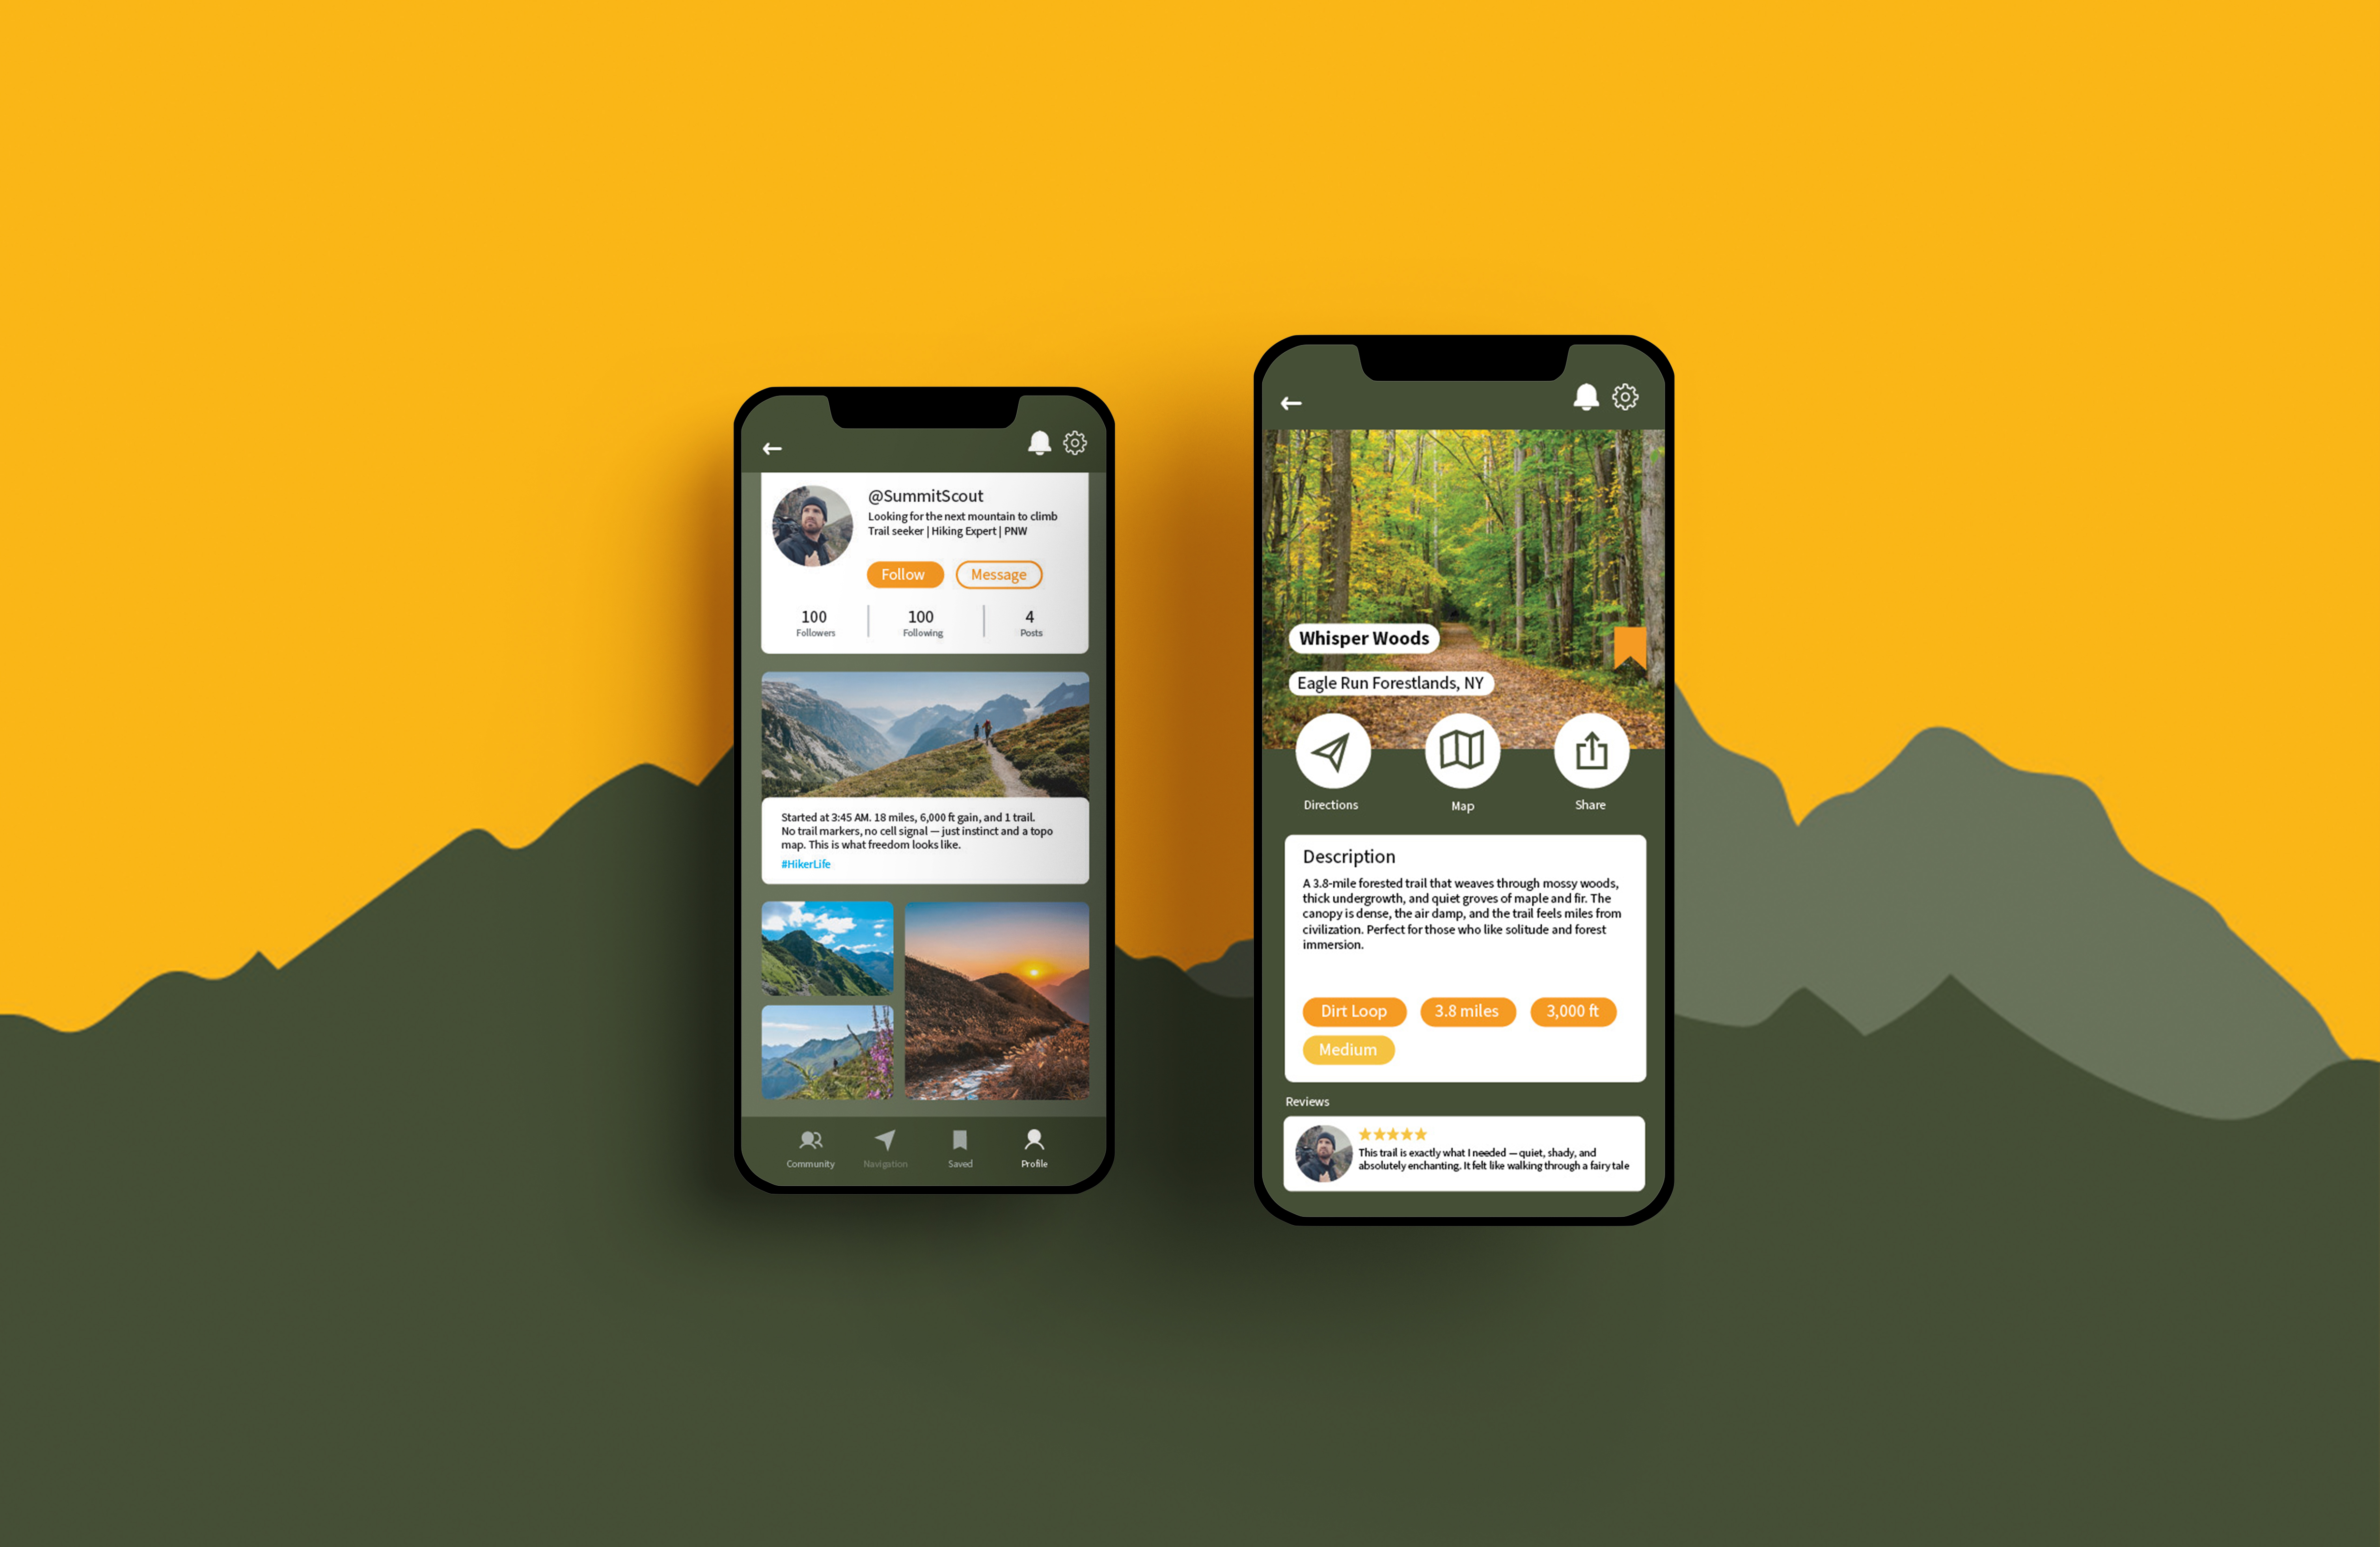 @SummitScout
Looking for the next mountain to climb
Trail seeker | Hiking Expert | PNW
Follow
Message
100
Followers
100
Following
4
Posts
Started at 3:45 AM. 18 miles, 6,000 ft gain, and 1 trail.
No trail markers, no cell signal — just instinct and a topo
map. This is what freedom looks like.
#HikerLife
Community
Navigation
Saved
Profile
Whisper Woods
Eagle Run Forestlands, NY
Directions
Map
Share
Description
A 3.8-mile forested trail that weaves through mossy woods,
thick undergrowth, and quiet groves of maple and fir. The
canopy is dense, the air damp, and the trail feels miles from
civilization. Perfect for those who like solitude and forest
immersion.
Dirt Loop
3.8 miles
3,000 ft
Medium
Reviews
This trail is exactly what I needed — quiet, shady, and
absolutely enchanting. It felt like walking through a fairy tale